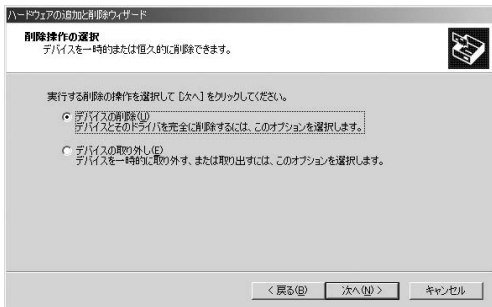 ハードウェアの追加と削除ウィザード
削除操作の選択
デバイスを一時的または恒久的に削除できます。
実行する削除の操作を選択して [次へ] をクリックしてください。
デバイスの削除(U)
デバイスとそのドライバを完全に削除するには、このオプションを選択します。
デバイスの取り外し(E)
デバイスを一時的に取り外す、または取り出すには、このオプションを選択します。
< 戻る(B)
次へ(N) >
キャンセル